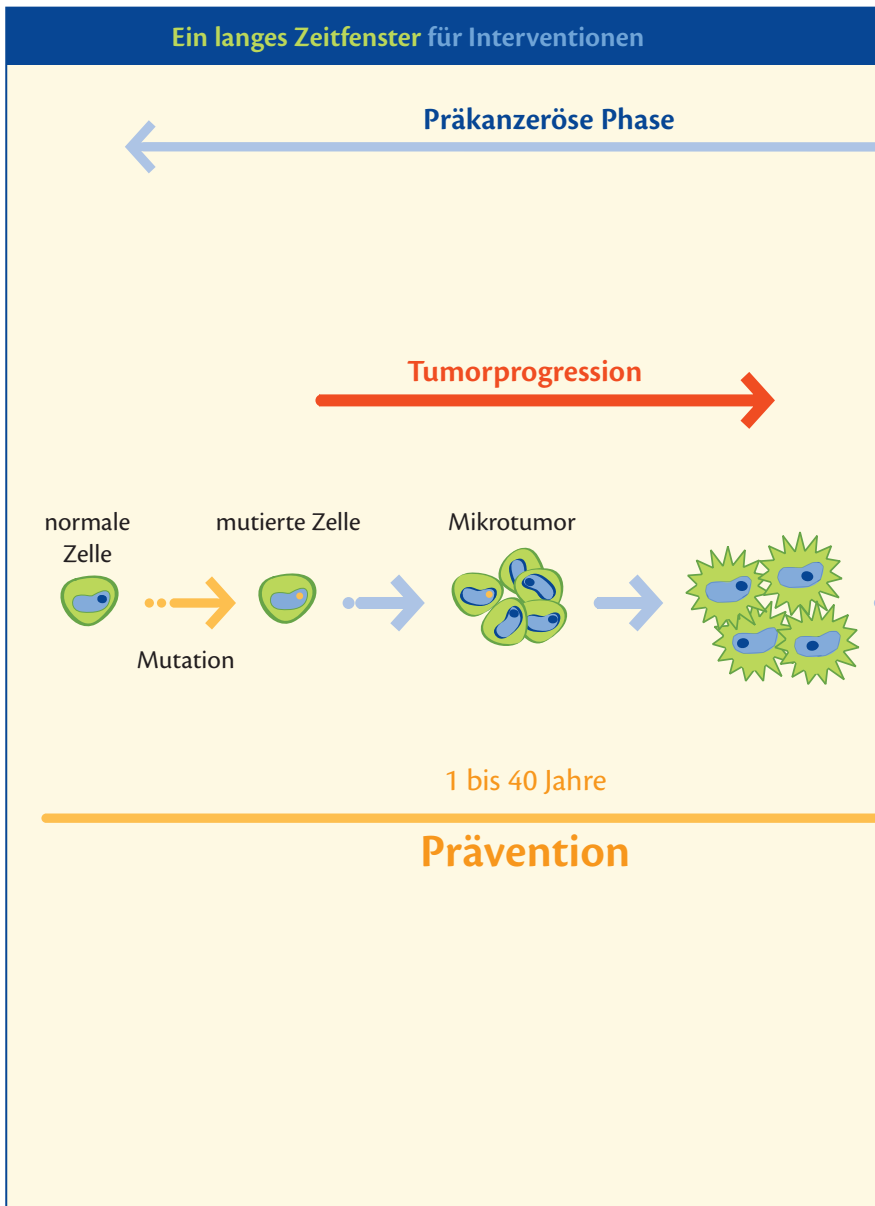 Ein langes Zeitfenster für Interventionen
Präkanzeröse Phase
Tumorprogression
normale
Zelle
mutierte Zelle
Mikrotumor
Mutation
1 bis 40 Jahre
Prävention